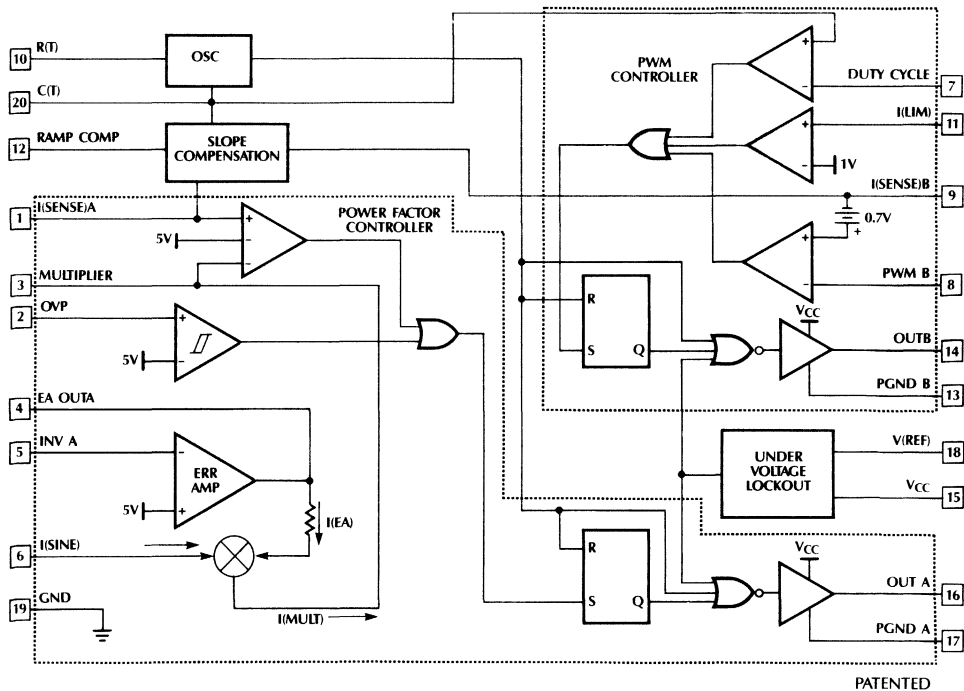 10 R(T)
OSC
20 C(T)
12 RAMP COMP
SLOPE
COMPENSATION
1 I(SENSE)A
+
5V
−
−
POWER FACTOR
CONTROLLER
3 MULTIPLIER
2 OVP
+
5V
−
4 EA OUTA
5 INV A
−
ERR
AMP
5V
+
I(EA)
6 I(SINE)
19 GND
I(MULT)
PWM
CONTROLLER
+
−
DUTY CYCLE 7
I(LIM) 11
+
−
1V
I(SENSE)B 9
0.7V
+
+
−
PWM B 8
R
S
Q
VCC
OUTB 14
PGND B 13
UNDER
VOLTAGE
LOCKOUT
V(REF) 18
VCC 15
R
S
Q
VCC
OUT A 16
PGND A 17
PATENTED